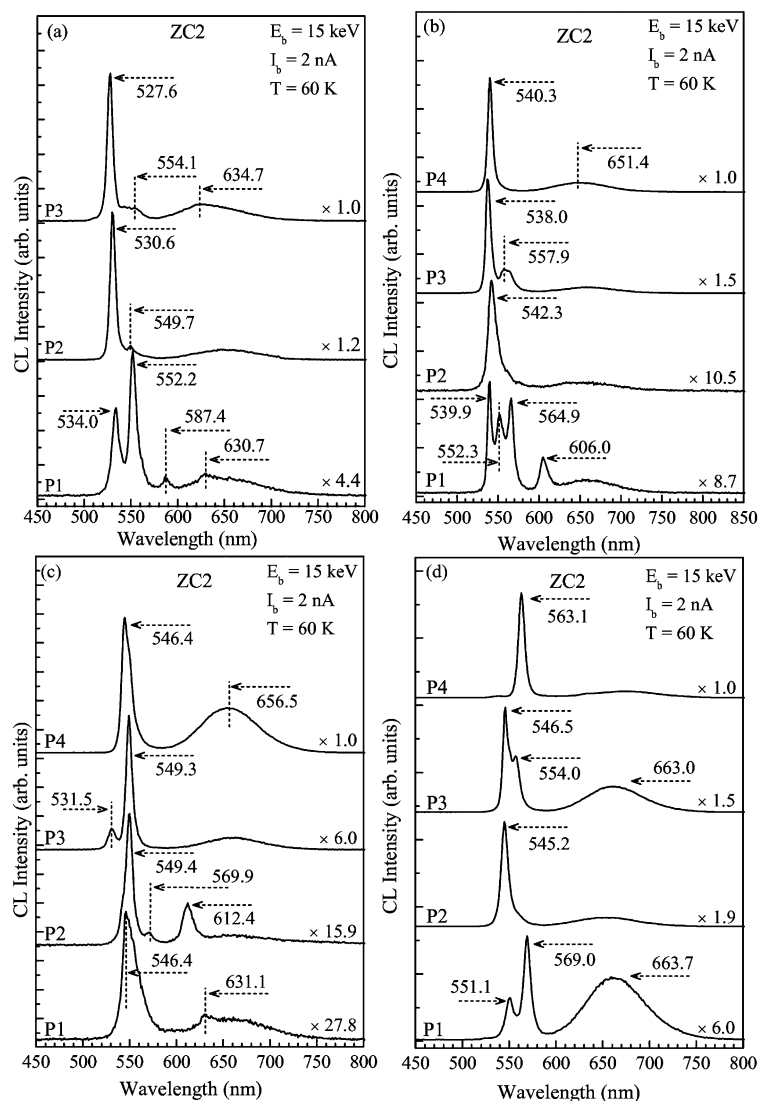 (a)
ZC2
E_b = 15 keV
I_b = 2 nA
T = 60 K
527.6
554.1
634.7
P3
× 1.0
530.6
549.7
P2
× 1.2
552.2
534.0
587.4
630.7
P1
× 4.4
450 500 550 600 650 700 750 800
Wavelength (nm)
CL Intensity (arb. units)
(b)
ZC2
E_b = 15 keV
I_b = 2 nA
T = 60 K
540.3
651.4
P4
× 1.0
538.0
557.9
P3
× 1.5
542.3
P2
× 10.5
539.9
564.9
552.3
606.0
P1
× 8.7
450 500 550 600 650 700 750 800 850
Wavelength (nm)
CL Intensity (arb. units)
(c)
ZC2
E_b = 15 keV
I_b = 2 nA
T = 60 K
546.4
656.5
P4
× 1.0
549.3
531.5
P3
× 6.0
549.4
569.9
612.4
P2
× 15.9
546.4
631.1
P1
× 27.8
450 500 550 600 650 700 750 800
Wavelength (nm)
CL Intensity (arb. units)
(d)
ZC2
E_b = 15 keV
I_b = 2 nA
T = 60 K
563.1
P4
× 1.0
546.5
554.0
663.0
P3
× 1.5
545.2
P2
× 1.9
569.0
551.1
663.7
P1
× 6.0
450 500 550 600 650 700 750 800
Wavelength (nm)
CL Intensity (arb. units)